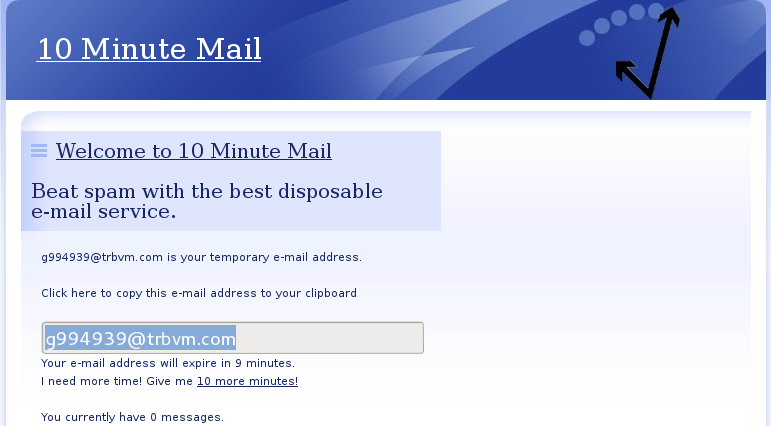 10 Minute Mail
Welcome to 10 Minute Mail
Beat spam with the best disposable
e-mail service.
g994939@trbvm.com is your temporary e-mail address.
Click here to copy this e-mail address to your clipboard
g994939@trbvm.com
Your e-mail address will expire in 9 minutes.
I need more time! Give me 10 more minutes!
You currently have 0 messages.